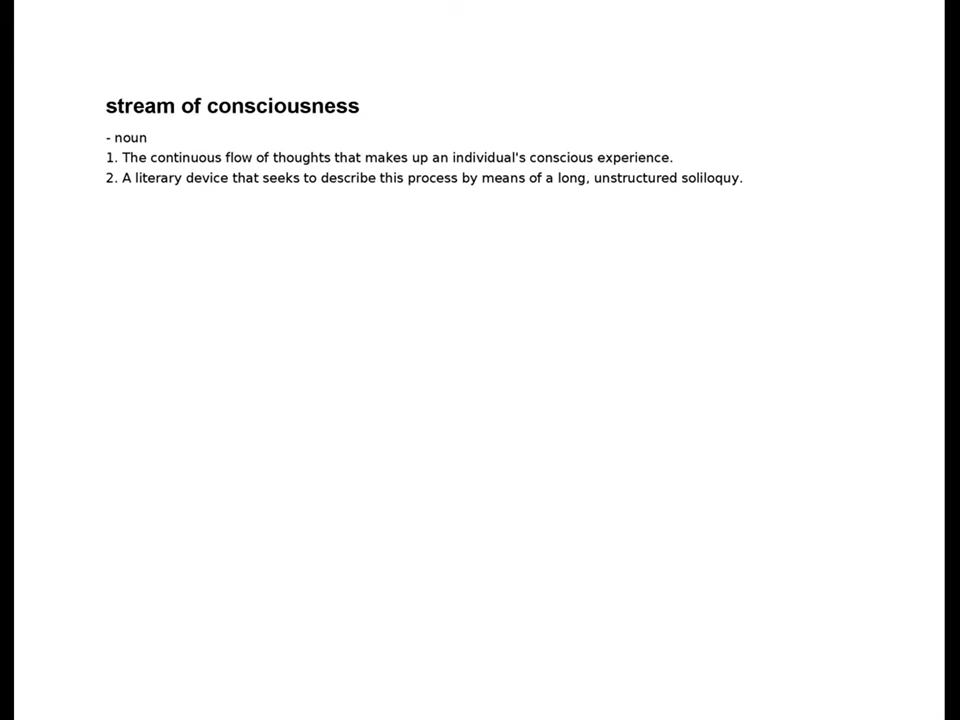 stream of consciousness
- noun
1. The continuous flow of thoughts that makes up an individual's conscious experience.
2. A literary device that seeks to describe this process by means of a long, unstructured soliloquy.